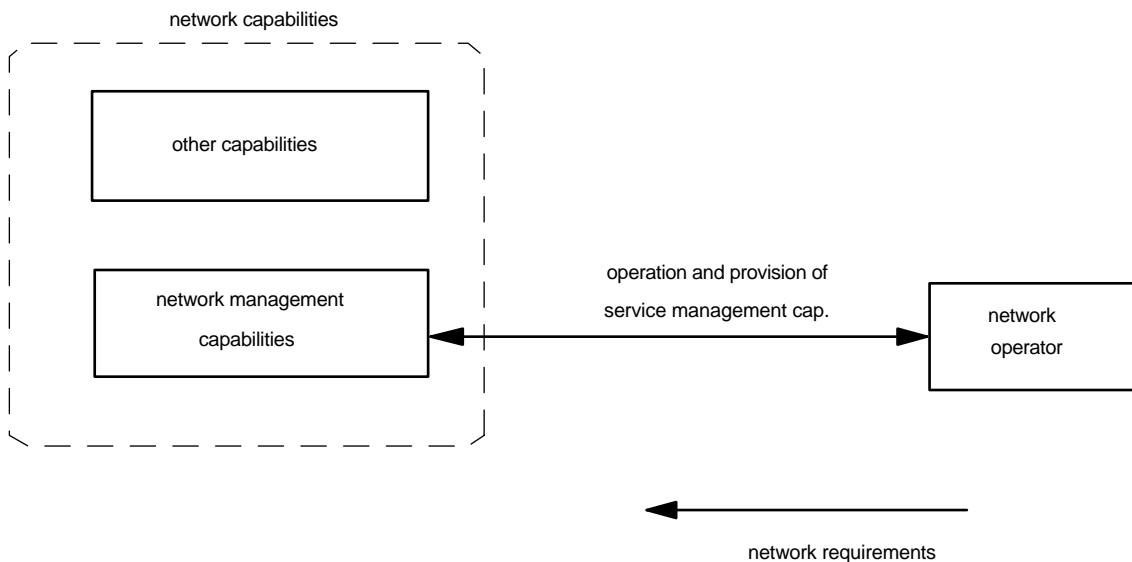 network capabilities
other capabilities
network management
capabilities
operation and provision of
service management cap.
network
operator
network requirements